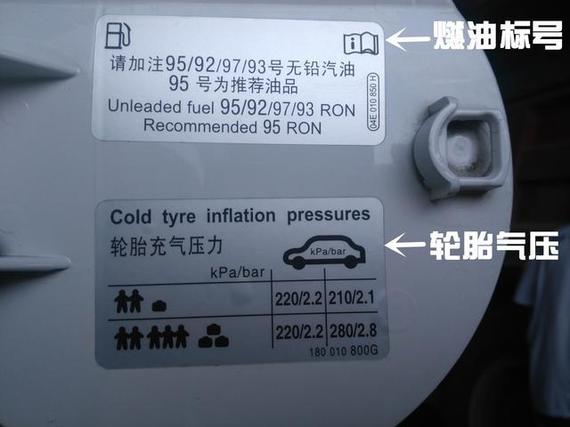 燃油标号
请加注95/92/97/93号无铅汽油
95 号为推荐油品
Unleaded fuel 95/92/97/93 RON
Recommended 95 RON
04E 010 850 H
Cold tyre inflation pressures
轮胎充气压力
kPa/bar
kPa/bar
轮胎气压
220/2.2 210/2.1
220/2.2 280/2.8
180 010 800G